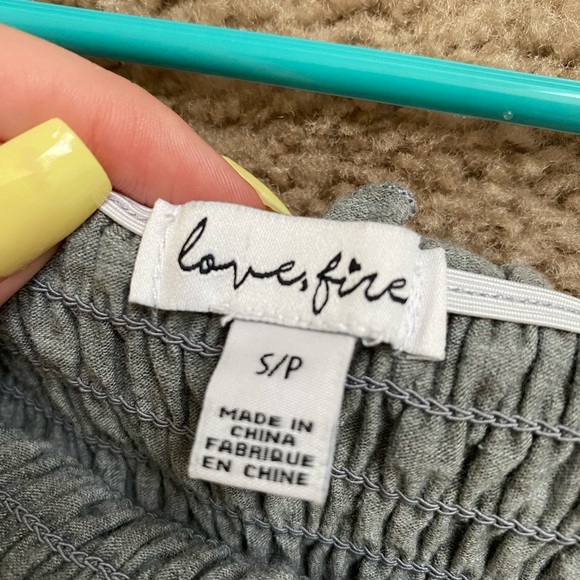 love, fire
S/P
MADE IN
CHINA
FABRIQUE
EN CHINE